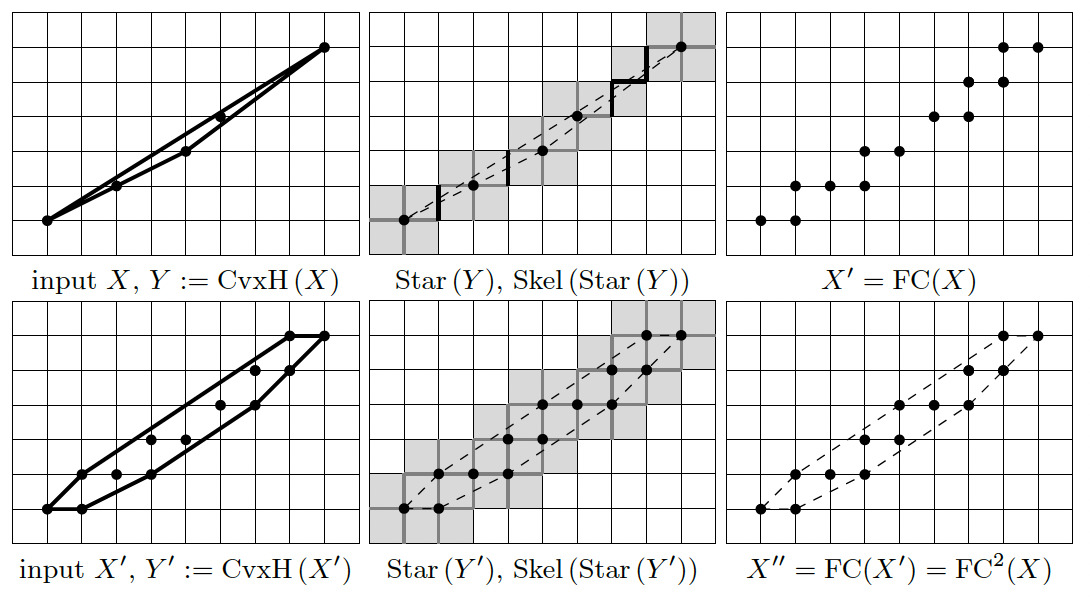 input X, Y := CvxH (X)
Star (Y), Skel (Star (Y))
X′ = FC(X)
input X′, Y′ := CvxH (X′)
Star (Y′), Skel (Star (Y′))
X″ = FC(X′) = FC²(X)